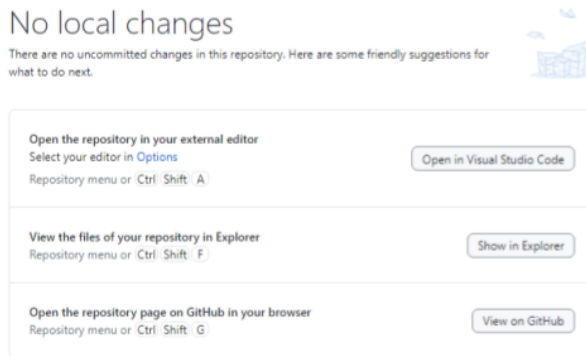 No local changes
There are no uncommitted changes in this repository. Here are some friendly suggestions for
what to do next.
Open the repository in your external editor
Select your editor in Options
Repository menu or Ctrl Shift A
Open in Visual Studio Code
View the files of your repository in Explorer
Repository menu or Ctrl Shift F
Show in Explorer
Open the repository page on GitHub in your browser
Repository menu or Ctrl Shift G
View on GitHub